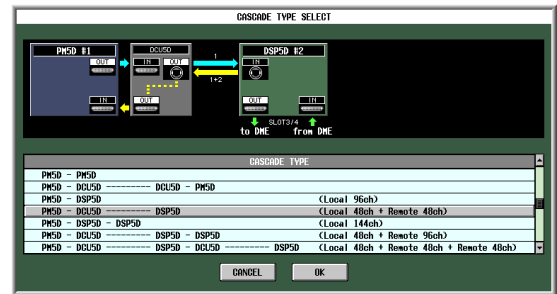 CASCADE TYPE SELECT
PM5D #1
DCU5D
DSP5D #2
OUT
IN
OUT
1
IN
1+2
IN
OUT
OUT
IN
SLOT3/4
to DME
from DME
CASCADE TYPE
PM5D - PM5D
PM5D - DCU5D --------- DCU5D - PM5D
PM5D - DSP5D (Local 96ch)
PM5D - DCU5D --------- DSP5D (Local 48ch + Remote 48ch)
PM5D - DSP5D - DSP5D (Local 144ch)
PM5D - DCU5D --------- DSP5D - DSP5D (Local 48ch + Remote 96ch)
PM5D - DCU5D --------- DSP5D - DCU5D --------- DSP5D (Local 48ch + Remote 48ch + Remote 48ch)
CANCEL
OK